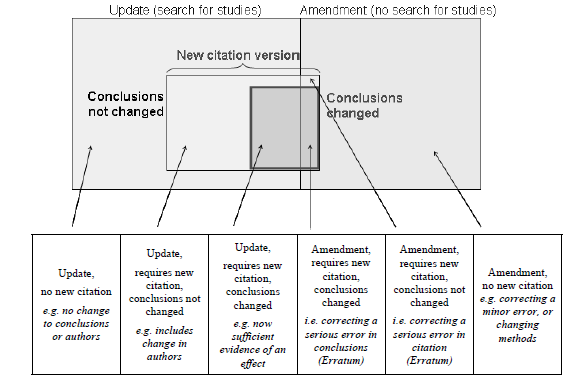 Update (search for studies)
Amendment (no search for studies)
New citation version
Conclusions
not changed
Conclusions
changed
Update,
no new citation
e.g. no change
to conclusions
or authors
Update,
requires new
citation,
conclusions not
changed
e.g. includes
change in
authors
Update,
requires new
citation,
conclusions
changed
e.g. now
sufficient
evidence of an
effect
Amendment,
requires new
citation,
conclusions
changed
i.e. correcting a
serious error in
conclusions
(Erratum)
Amendment,
requires new
citation,
conclusions not
changed
i.e. correcting a
serious error in
citation
(Erratum)
Amendment,
no new citation
e.g. correcting a
minor error, or
changing
methods